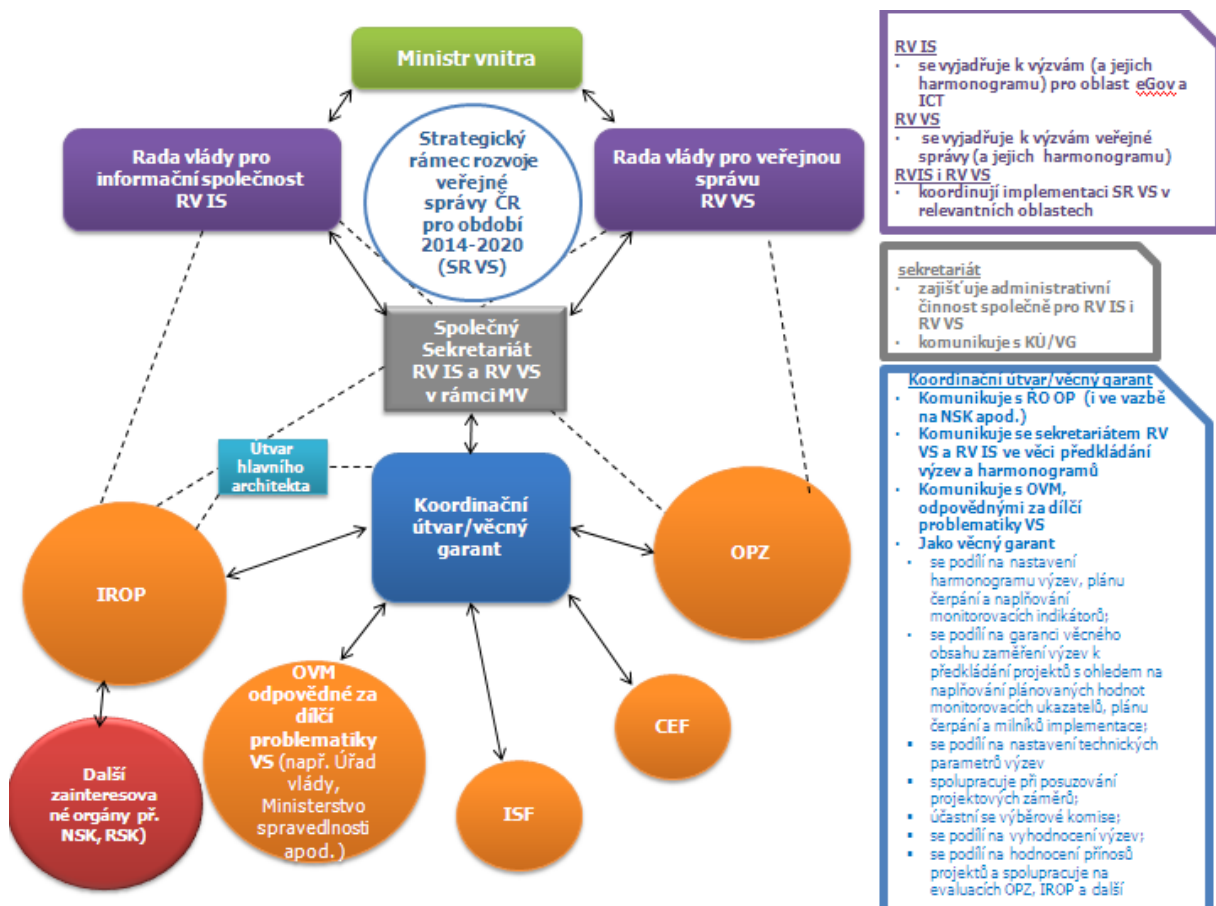 Ministr vnitra
Rada vlády pro
informační společnost
RV IS
Strategický
rámec rozvoje
veřejné
správy ČR
pro období
2014-2020
(SR VS)
Rada vlády pro veřejnou
správu
RV VS
Společný
Sekretariát
RV IS a RV VS
v rámci MV
Útvar
hlavního
architekta
Koordinační
útvar/věcný
garant
IROP
OPZ
OVM
odpovědné za
dílčí
problematiky
VS (např. Úřad
vlády,
Ministerstvo
spravedlnosti
apod.)
CEF
ISF
Další
zainteresova
né orgány př.
NSK, RSK)
RV IS
• se vyjadřuje k výzvám (a jejich
harmonogramu) pro oblast eGov a
ICT
RV VS
• se vyjadřuje k výzvám veřejné
správy (a jejich harmonogramu)
RVIS i RV VS
• koordinují implementaci SR VS v
relevantních oblastech
sekretariát
• zajišťuje administrativní
činnost společně pro RV IS i
RV VS
• komunikuje s KÚ/VG
Koordinační útvar/věcný garant
• Komunikuje s ŘO OP (i ve vazbě
na NSK apod.)
• Komunikuje se sekretariátem RV
VS a RV IS ve věci předkládání
výzev a harmonogramů
• Komunikuje s OVM,
odpovědnými za dílčí
problematiky VS
• Jako věcný garant
• se podílí na nastavení
harmonogramu výzev, plánu
čerpání a naplňování
monitorovacích indikátorů;
• se podílí na garanci věcného
obsahu zaměření výzev k
předkládání projektů s ohledem na
naplňování plánovaných hodnot
monitorovacích ukazatelů, plánu
čerpání a milníků implementace;
▪ se podílí na nastavení technických
parametrů výzev
▪ spolupracuje při posuzování
projektových záměrů;
▪ účastní se výběrové komise;
▪ se podílí na vyhodnocení výzev;
▪ se podílí na hodnocení přínosů
projektů a spolupracuje na
evaluacích OPZ, IROP a další